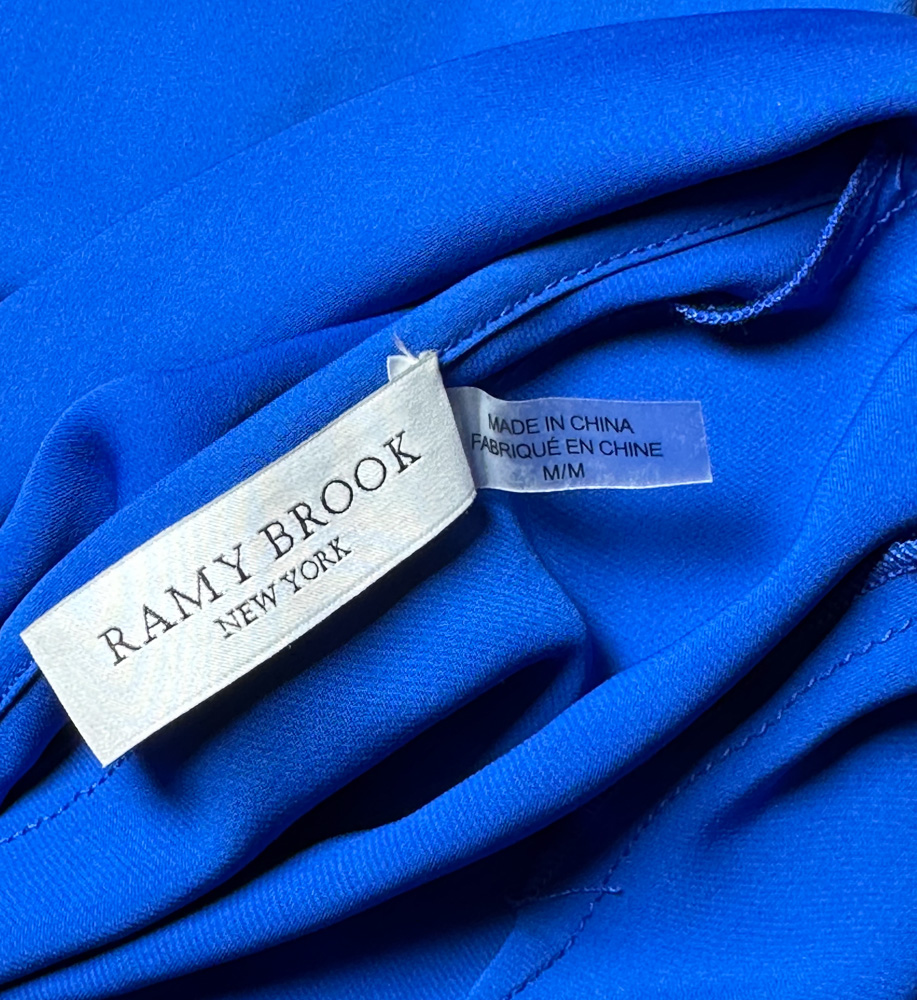 RAMY BROOK
NEW YORK
MADE IN CHINA
FABRIQUÉ EN CHINE
M/M